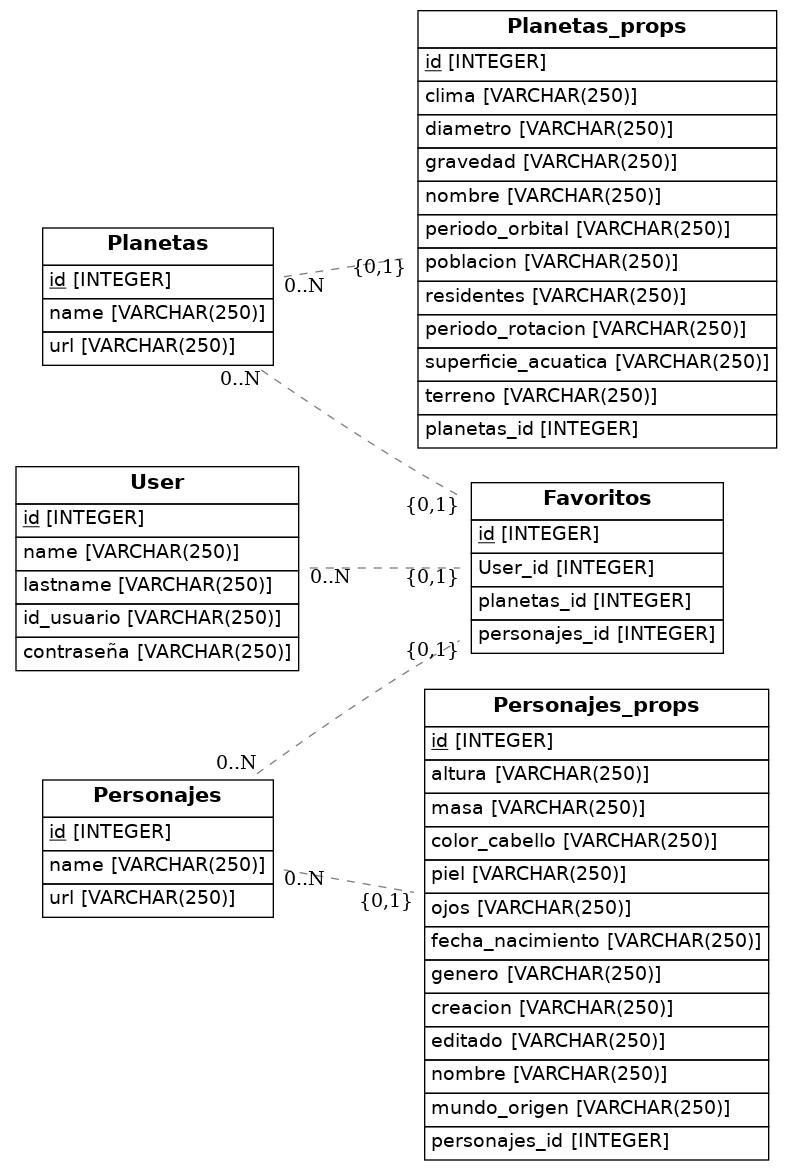 Planetas_props
id [INTEGER]
clima [VARCHAR(250)]
diametro [VARCHAR(250)]
gravedad [VARCHAR(250)]
nombre [VARCHAR(250)]
periodo_orbital [VARCHAR(250)]
poblacion [VARCHAR(250)]
residentes [VARCHAR(250)]
periodo_rotacion [VARCHAR(250)]
superficie_acuatica [VARCHAR(250)]
terreno [VARCHAR(250)]
planetas_id [INTEGER]
Planetas
id [INTEGER]
name [VARCHAR(250)]
url [VARCHAR(250)]
0..N
{0,1}
0..N
{0,1}
User
id [INTEGER]
name [VARCHAR(250)]
lastname [VARCHAR(250)]
id_usuario [VARCHAR(250)]
contraseña [VARCHAR(250)]
0..N
{0,1}
Favoritos
id [INTEGER]
User_id [INTEGER]
planetas_id [INTEGER]
personajes_id [INTEGER]
{0,1}
0..N
Personajes
id [INTEGER]
name [VARCHAR(250)]
url [VARCHAR(250)]
0..N
{0,1}
Personajes_props
id [INTEGER]
altura [VARCHAR(250)]
masa [VARCHAR(250)]
color_cabello [VARCHAR(250)]
piel [VARCHAR(250)]
ojos [VARCHAR(250)]
fecha_nacimiento [VARCHAR(250)]
genero [VARCHAR(250)]
creacion [VARCHAR(250)]
editado [VARCHAR(250)]
nombre [VARCHAR(250)]
mundo_origen [VARCHAR(250)]
personajes_id [INTEGER]